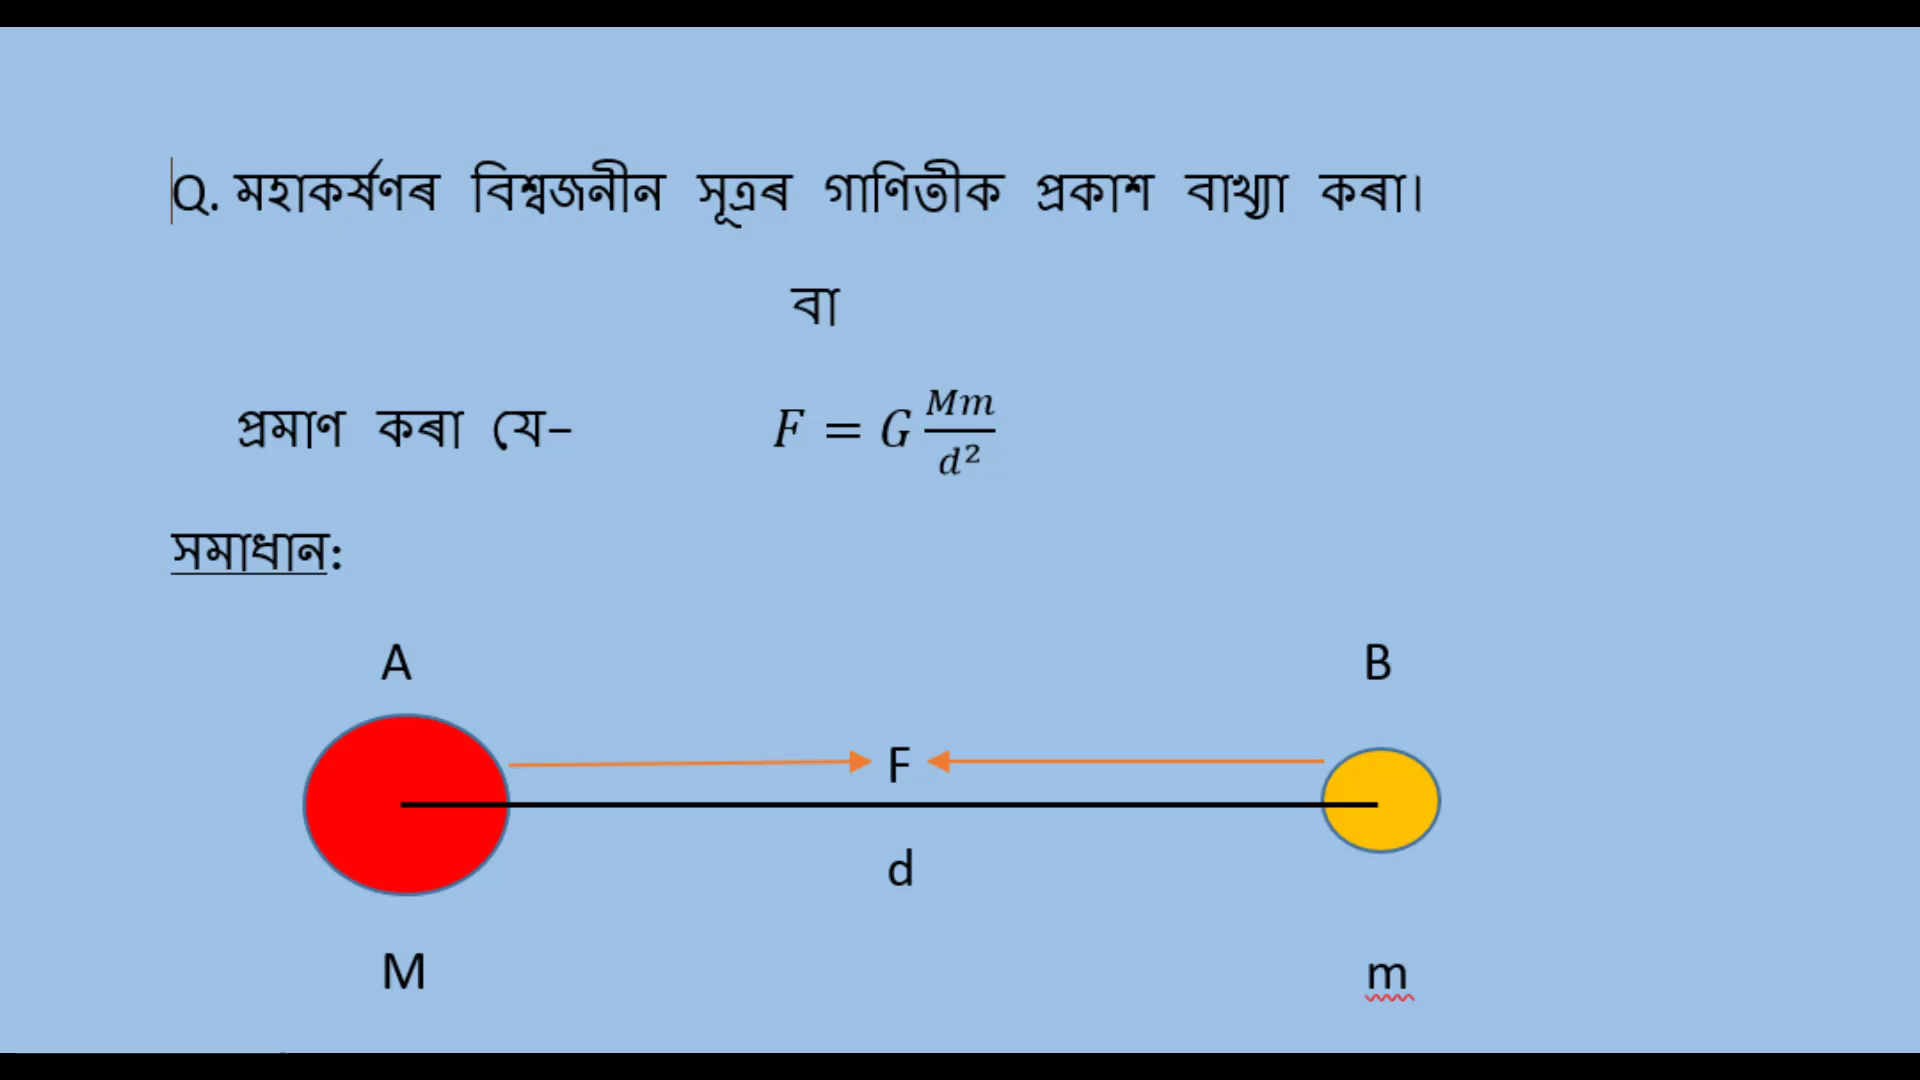 Q. মহাকৰ্ষণৰ বিশ্বজনীন সূত্ৰৰ গাণিতীক প্ৰকাশ বাখ্যা কৰা।
বা
প্ৰমাণ কৰা যে– F = G Mm/d²
সমাধান:
A B
F
d
M m